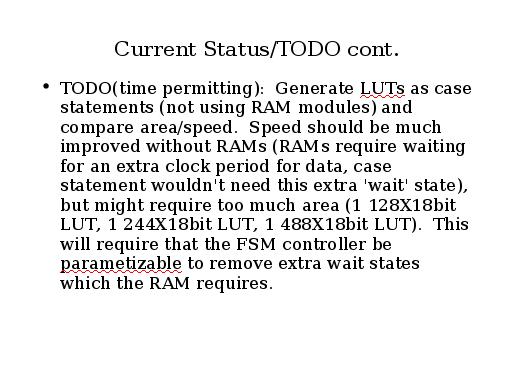 Current Status/TODO cont.
• TODO(time permitting):  Generate LUTs as case
statements (not using RAM modules) and
compare area/speed.  Speed should be much
improved without RAMs (RAMs require waiting
for an extra clock period for data, case
statement wouldn't need this extra 'wait' state),
but might require too much area (1 128X18bit
LUT, 1 244X18bit LUT, 1 488X18bit LUT).  This
will require that the FSM controller be
parametizable to remove extra wait states
which the RAM requires.